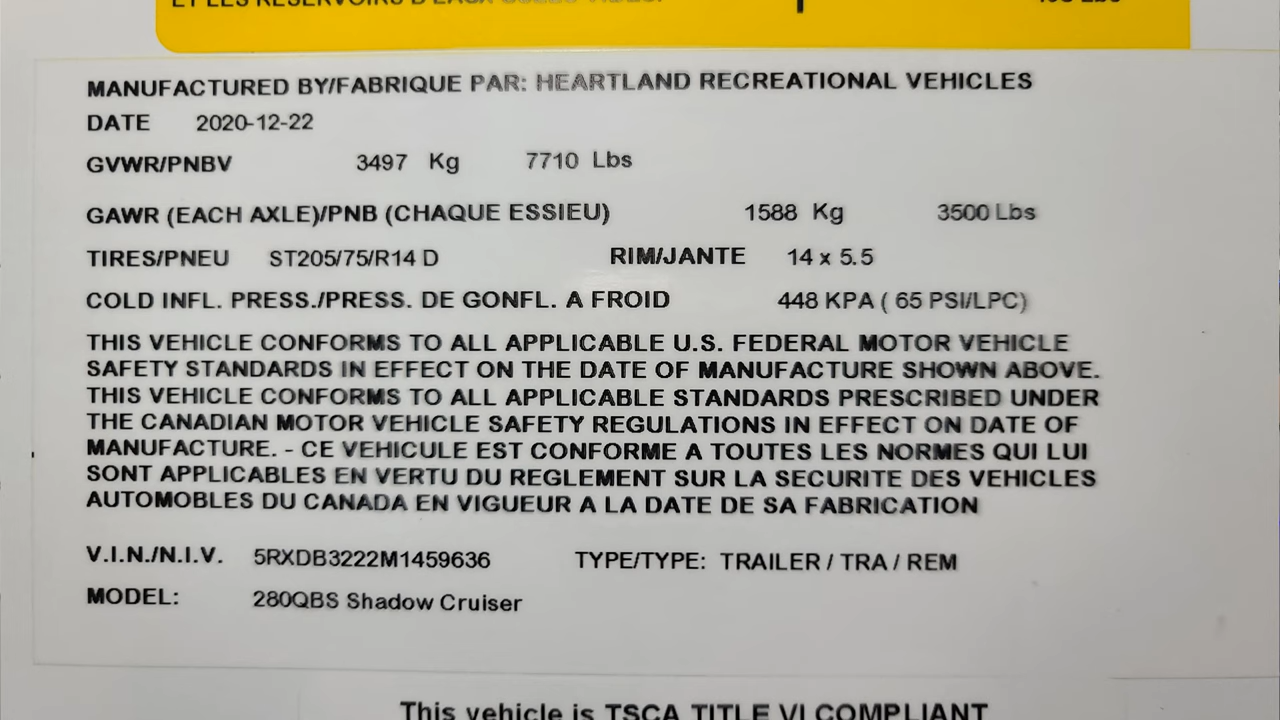 MANUFACTURED BY/FABRIQUE PAR: HEARTLAND RECREATIONAL VEHICLES
DATE 2020-12-22
GVWR/PNBV 3497 Kg 7710 Lbs
GAWR (EACH AXLE)/PNB (CHAQUE ESSIEU) 1588 Kg 3500 Lbs
TIRES/PNEU ST205/75/R14 D RIM/JANTE 14 x 5.5
COLD INFL. PRESS./PRESS. DE GONFL. A FROID 448 KPA ( 65 PSI/LPC)
THIS VEHICLE CONFORMS TO ALL APPLICABLE U.S. FEDERAL MOTOR VEHICLE
SAFETY STANDARDS IN EFFECT ON THE DATE OF MANUFACTURE SHOWN ABOVE.
THIS VEHICLE CONFORMS TO ALL APPLICABLE STANDARDS PRESCRIBED UNDER
THE CANADIAN MOTOR VEHICLE SAFETY REGULATIONS IN EFFECT ON DATE OF
MANUFACTURE. - CE VEHICULE EST CONFORME A TOUTES LES NORMES QUI LUI
SONT APPLICABLES EN VERTU DU REGLEMENT SUR LA SECURITE DES VEHICLES
AUTOMOBLES DU CANADA EN VIGUEUR A LA DATE DE SA FABRICATION
V.I.N./N.I.V. 5RXDB3222M1459636 TYPE/TYPE: TRAILER / TRA / REM
MODEL: 280QBS Shadow Cruiser
This vehicle is TSCA TITLE VI COMPLIANT